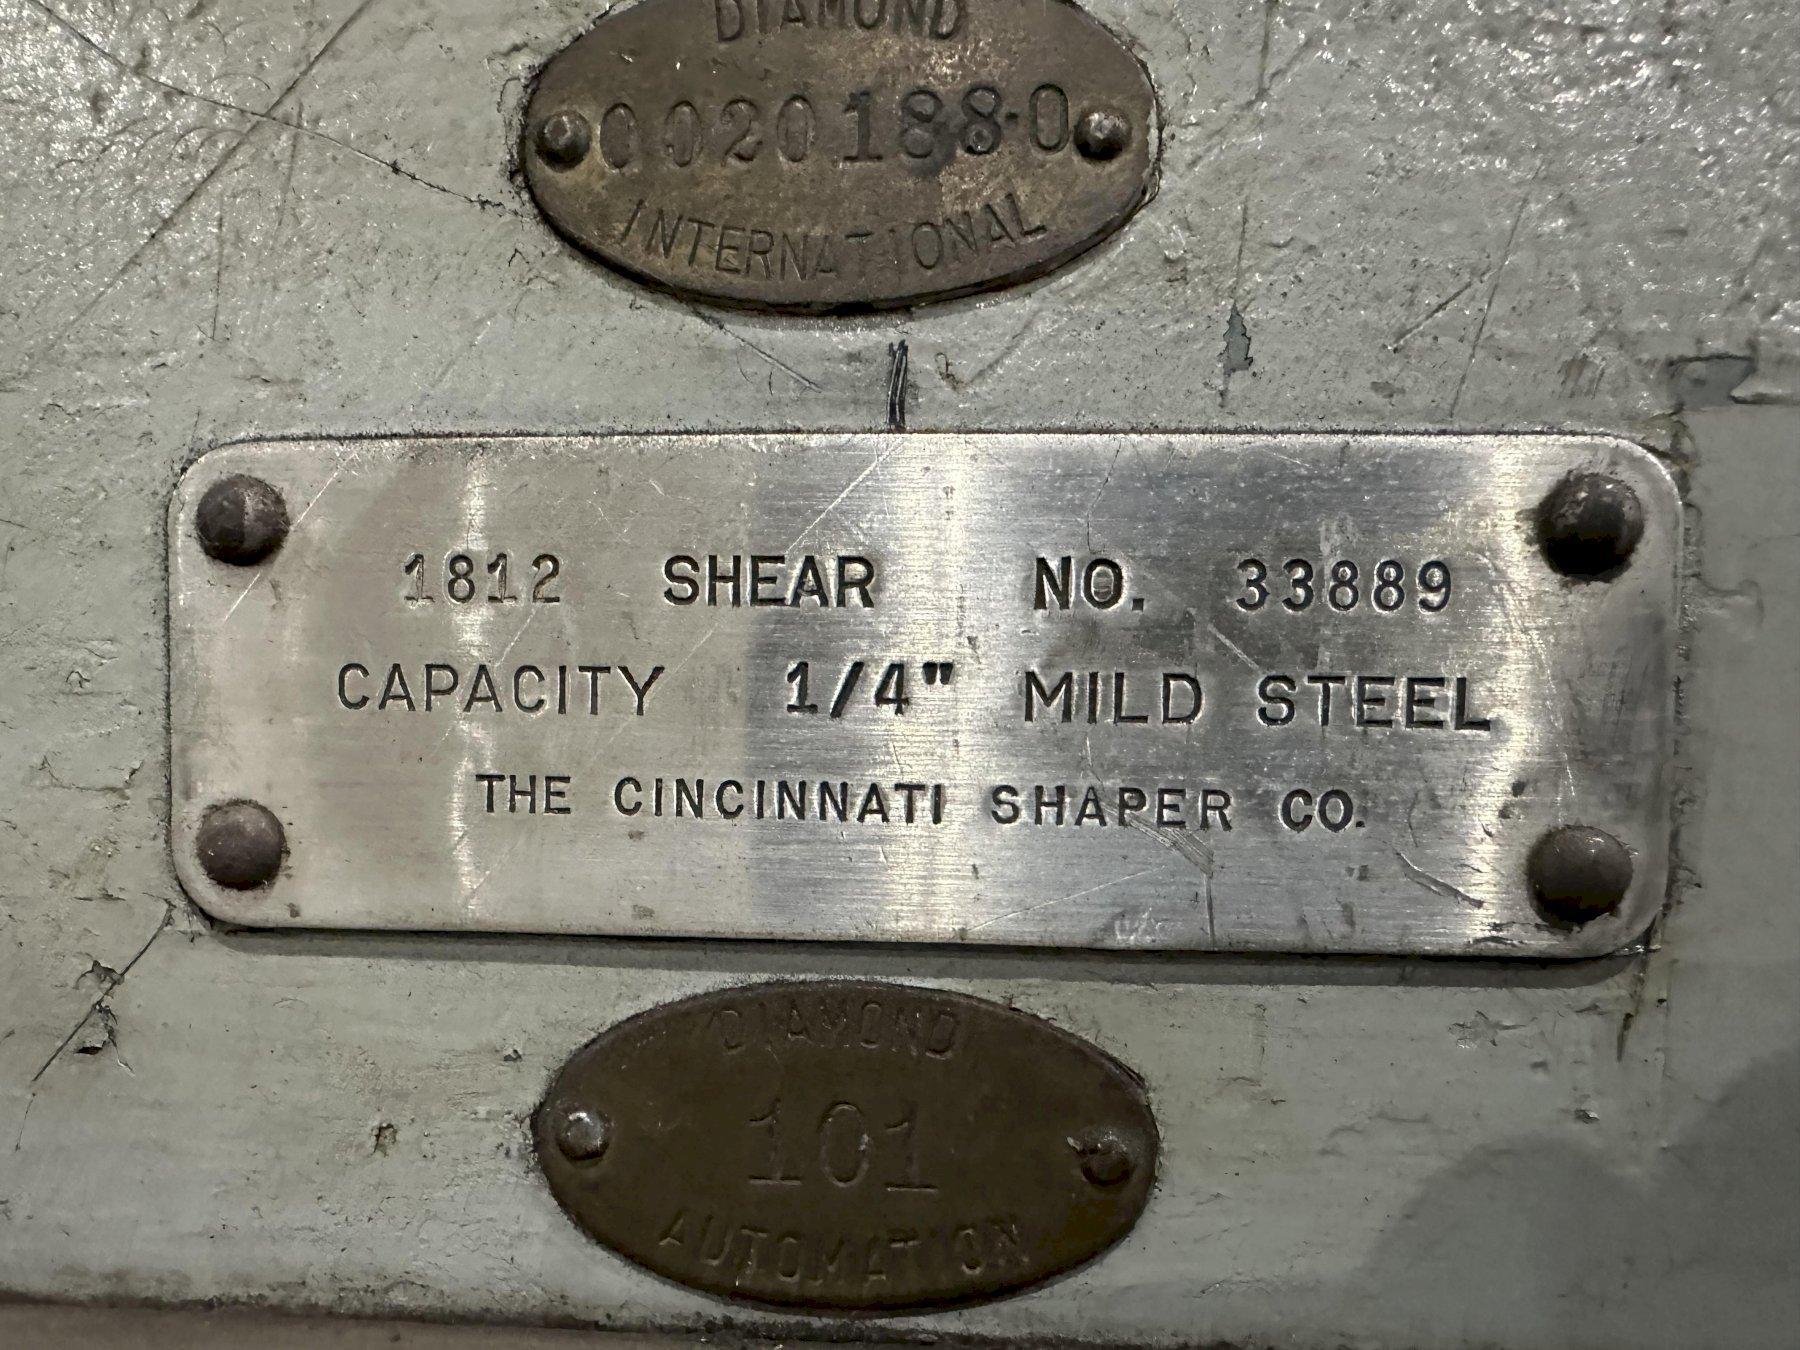 DIAMOND
0020188-0
INTERNATIONAL
1812 SHEAR NO. 33889
CAPACITY 1/4" MILD STEEL
THE CINCINNATI SHAPER CO.
DIAMOND
101
AUTOMATION